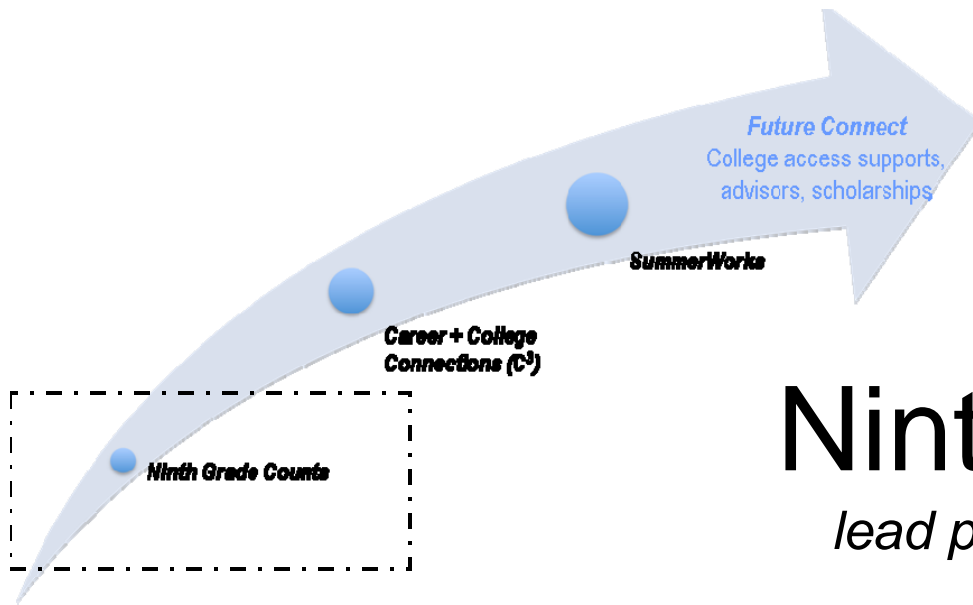 Future Connect
College access supports,
advisors, scholarships
SummerWorks
Career + College
Connections (C³)
Ninth Grade Counts
Nint
lead p